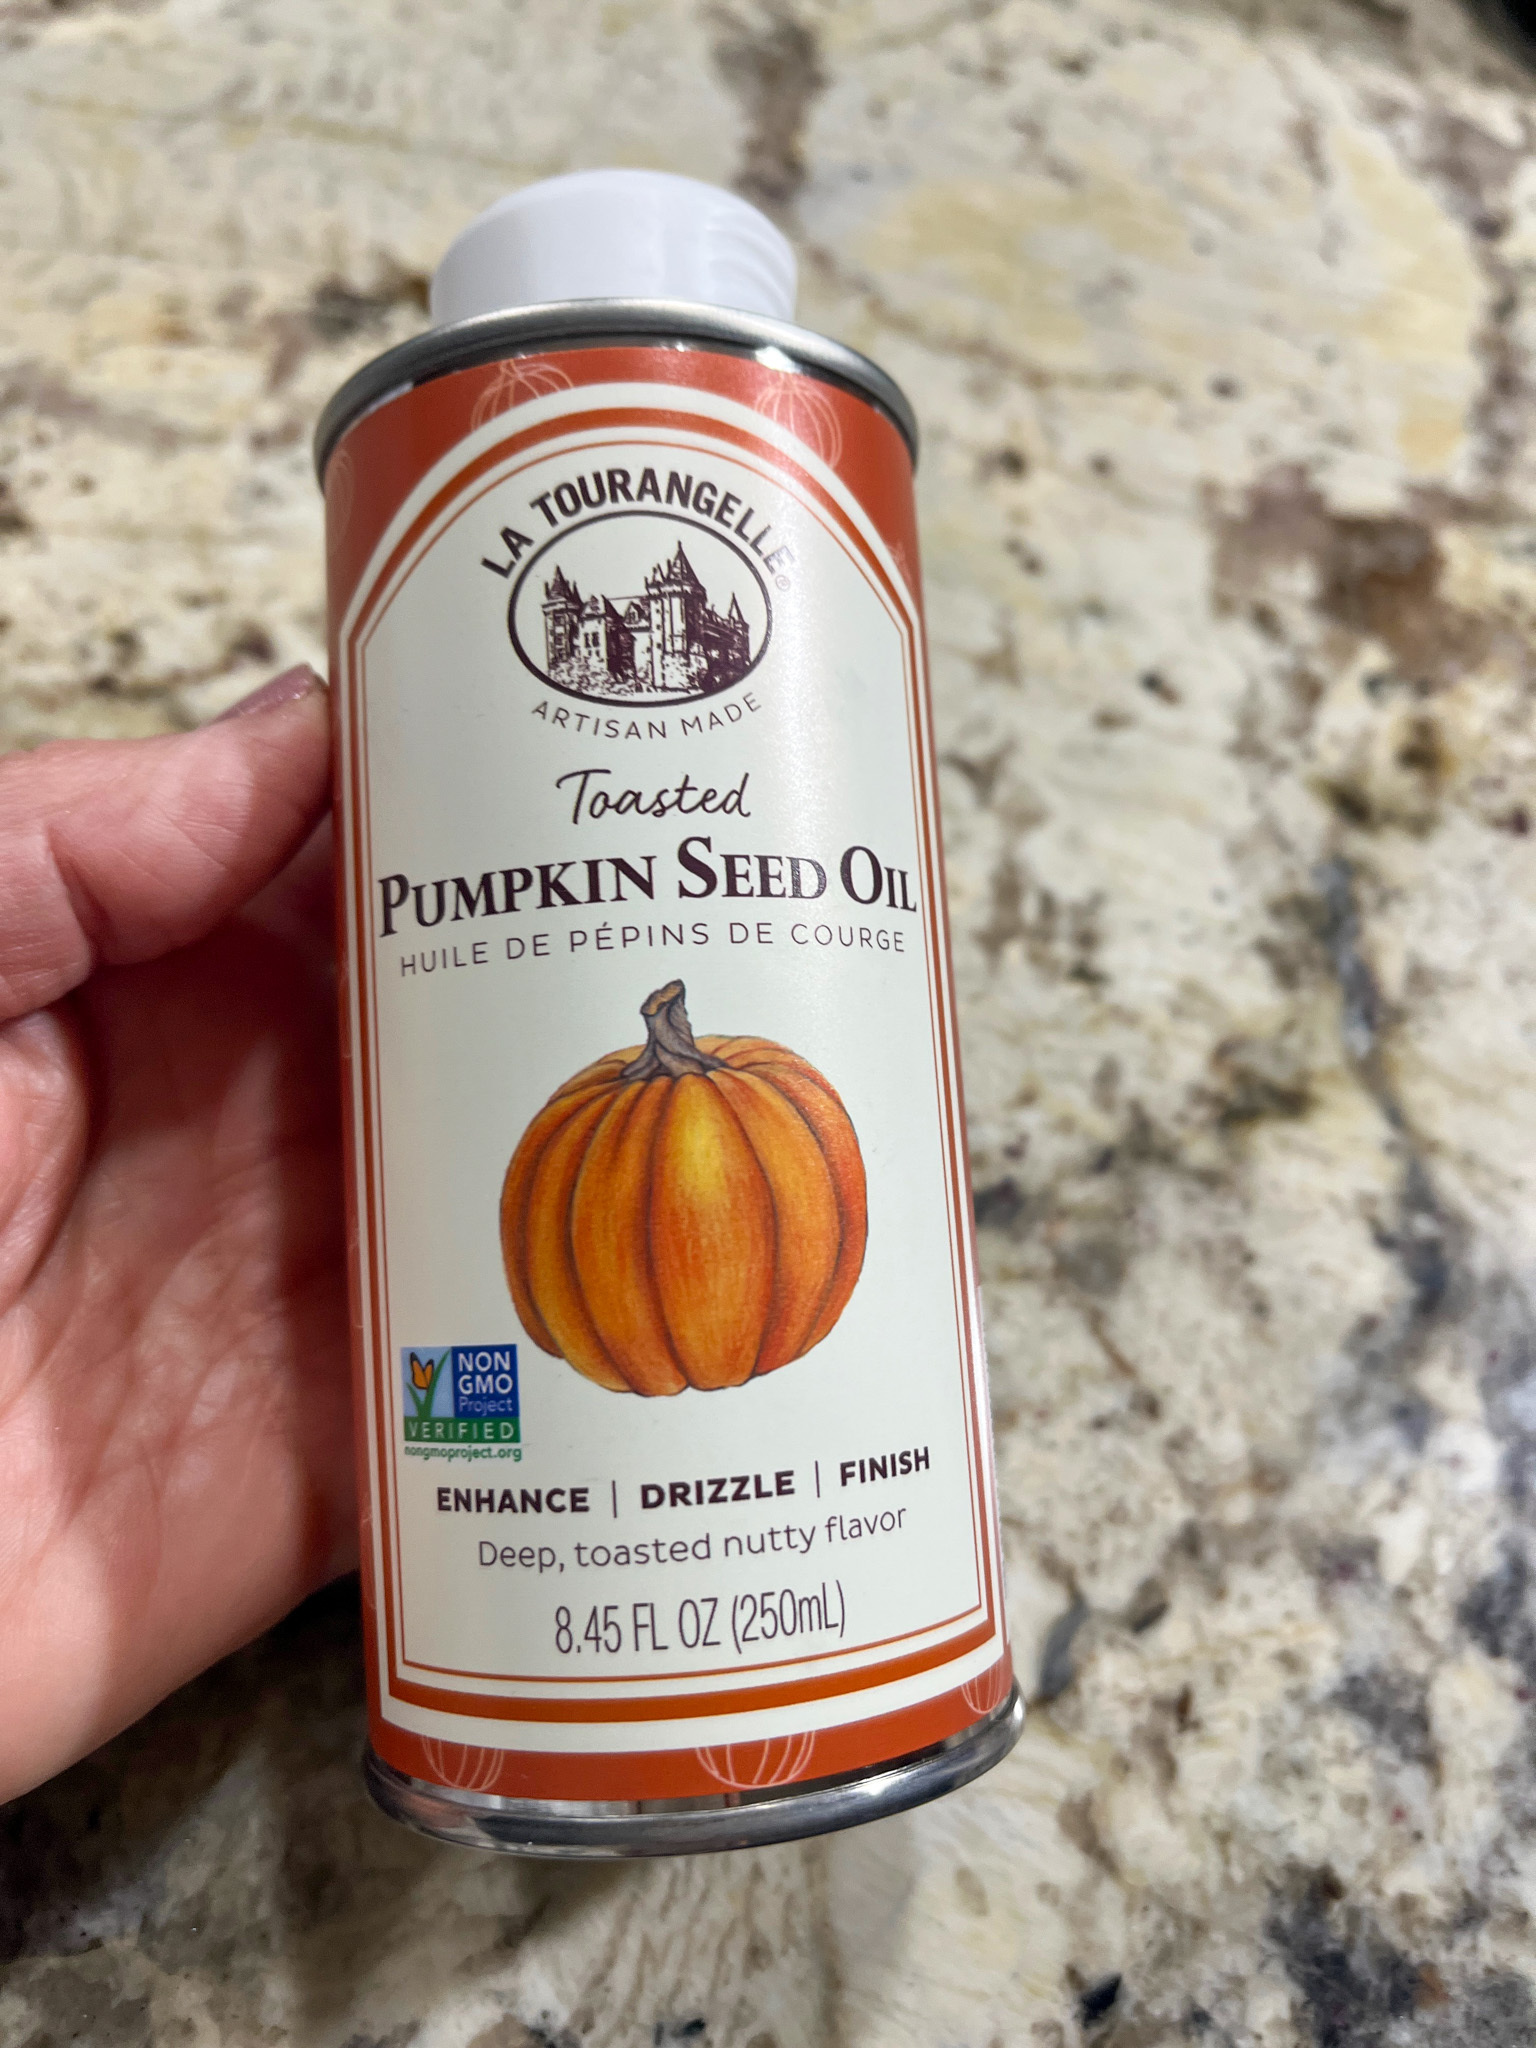 LA TOURANGELLE®
ARTISAN MADE
Toasted
PUMPKIN SEED OIL
HUILE DE PÉPINS DE COURGE
NON
GMO
Project
VERIFIED
nongmoproject.org
ENHANCE | DRIZZLE | FINISH
Deep, toasted nutty flavor
8.45 FL OZ (250mL)